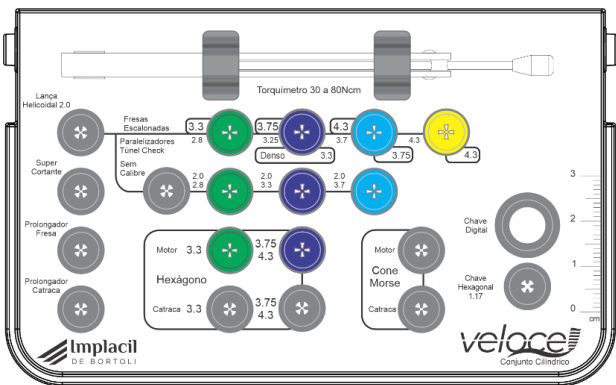 Torquimetro 30 a 80Ncm
Lança
Helicoidal 2.0
Fresas
Escalonadas
3.3
3.75
4.3
Paralelizadores
Túnel Check
2.8
3.25
3.7
4.3
Denso 3.3
3.75
4.3
Super
Cortante
Sem
Calibre
2.0
2.8
2.0
3.3
2.0
3.7
Prolongador
Fresa
Prolongador
Catraca
Motor 3.3
3.75
4.3
Hexágono
Catraca 3.3
3.75
4.3
Motor
Cone
Morse
Catraca
Chave
Digital
Chave
Hexagonal
1.17
3
2
1
0
cm
Implacil
DE BORTOLI
veloce
Conjunto Cilíndrico